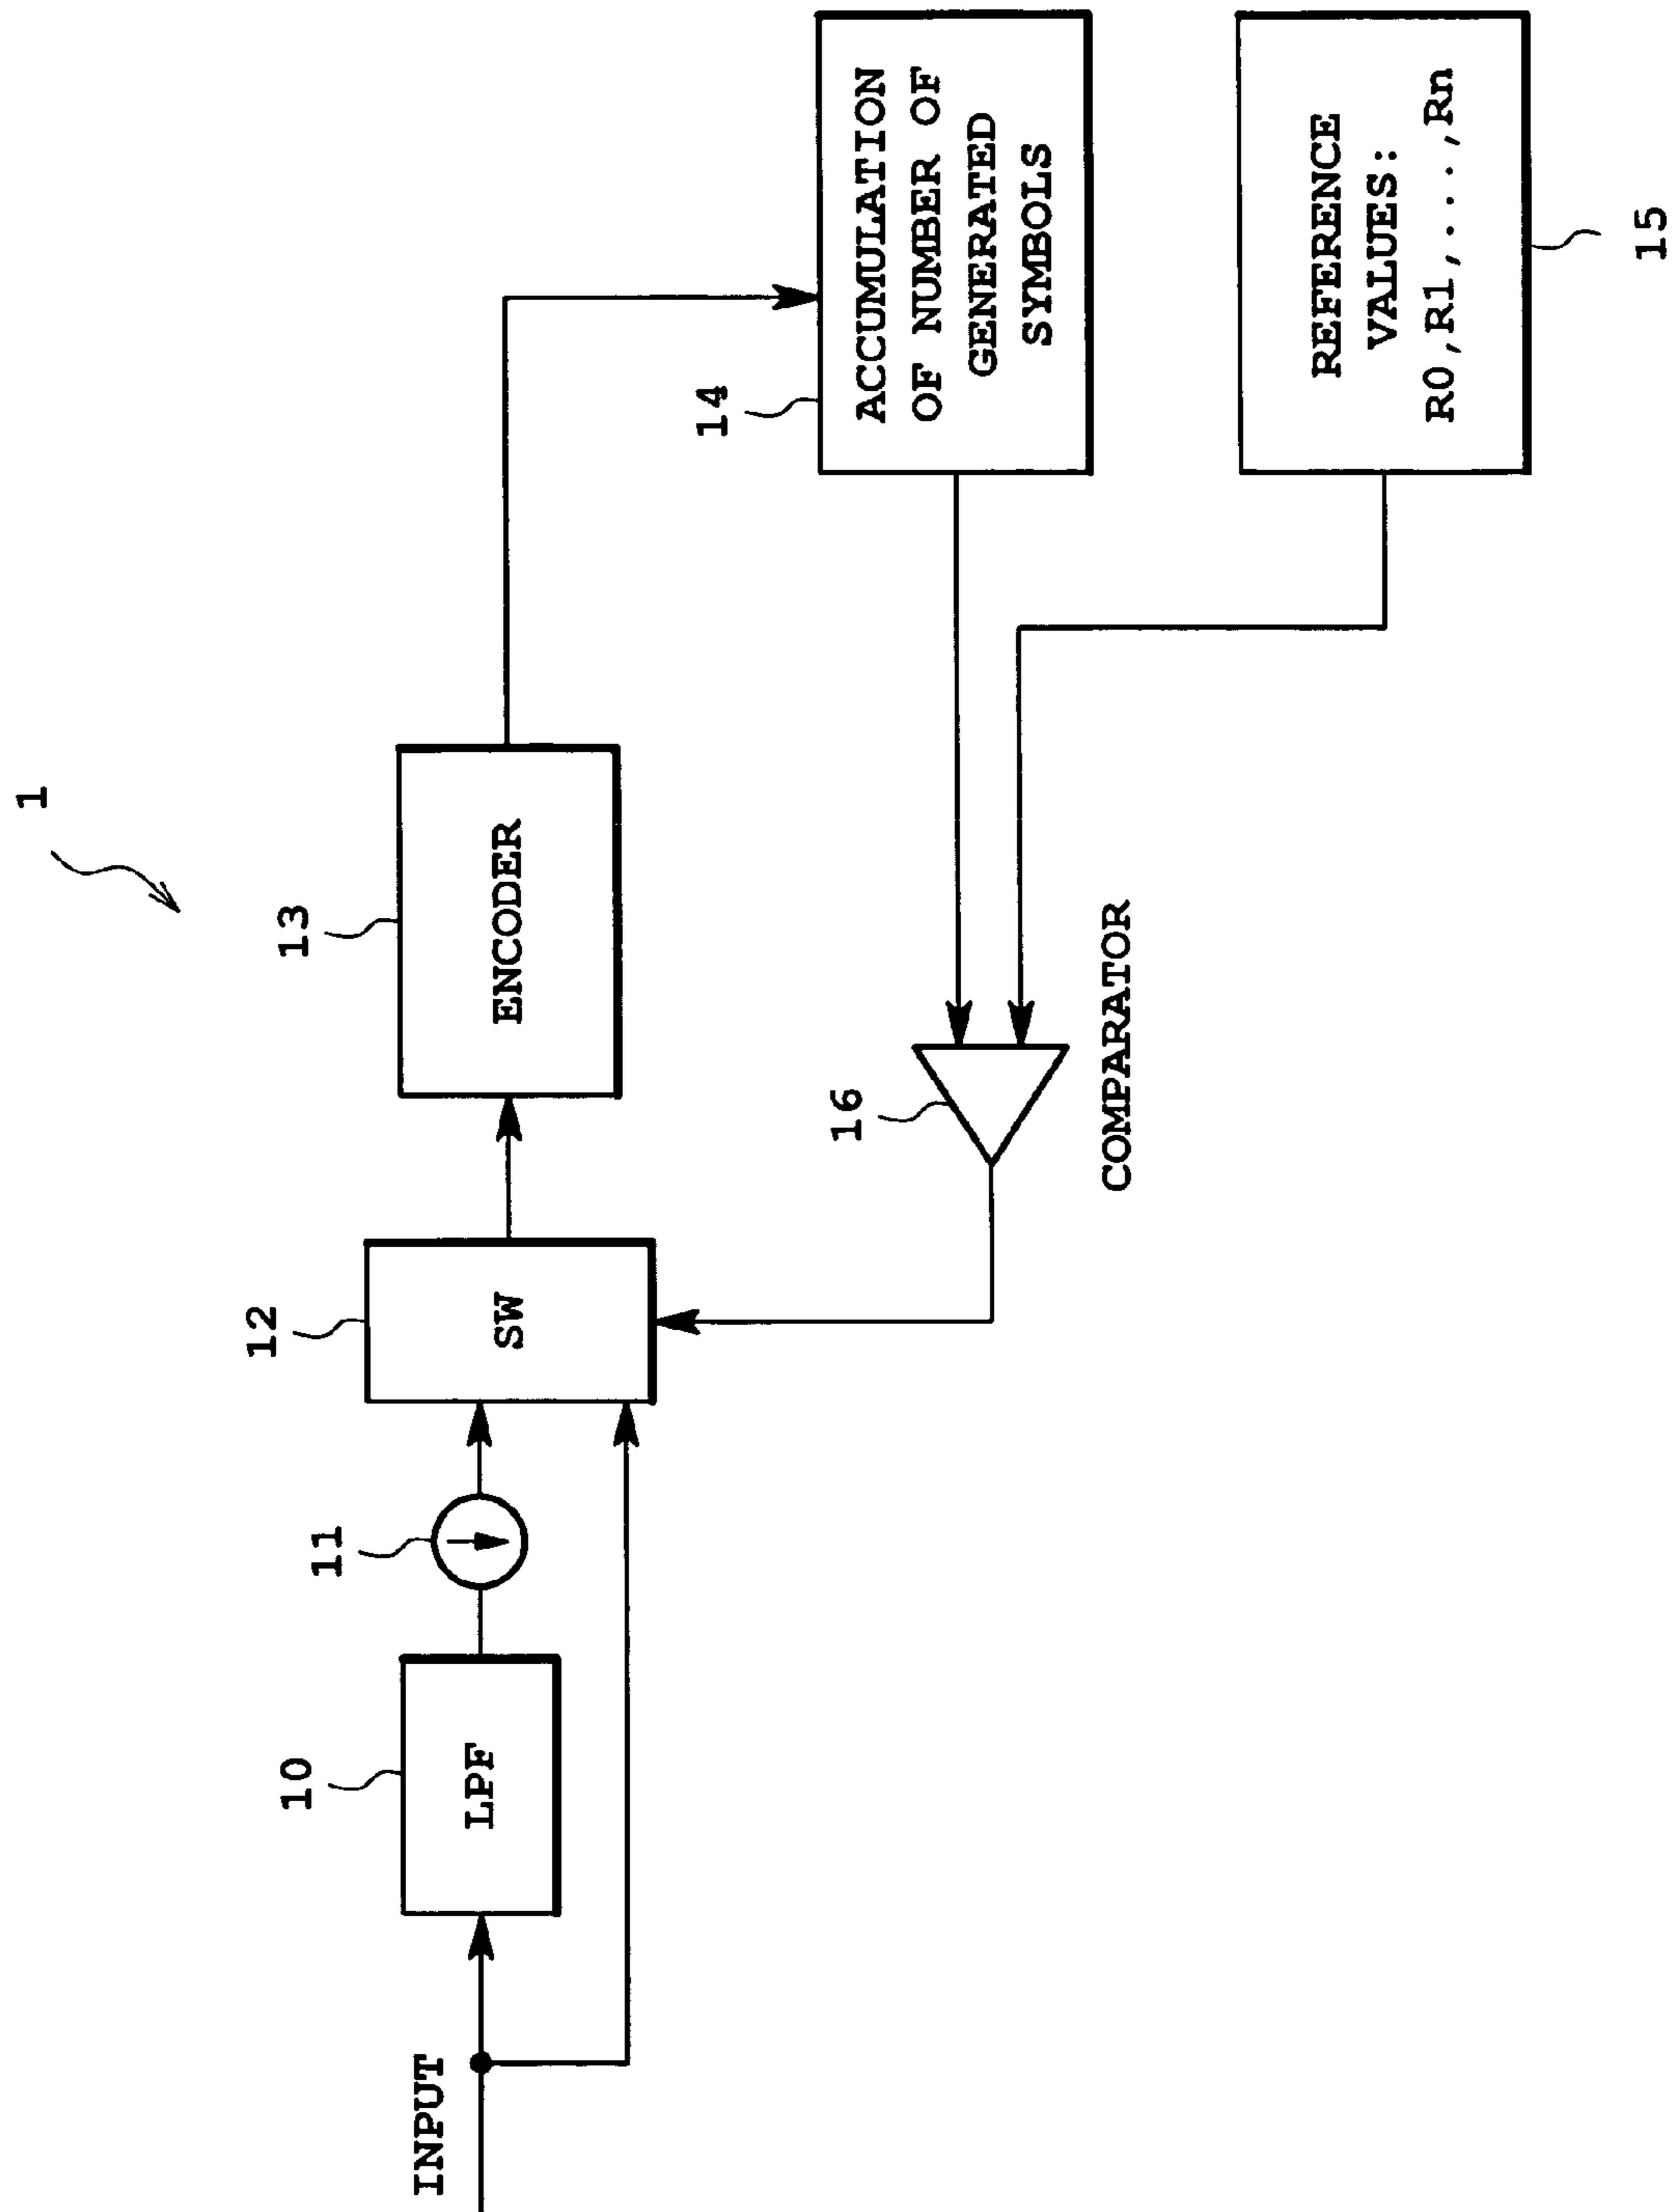 1
INPUT
10
LPF
11
12
SW
13
ENCODER
14
ACCUMULATION
OF NUMBER OF
GENERATED
SYMBOLS
16
COMPARATOR
REFERENCE
VALUES:
R0,R1,....,Rn
15